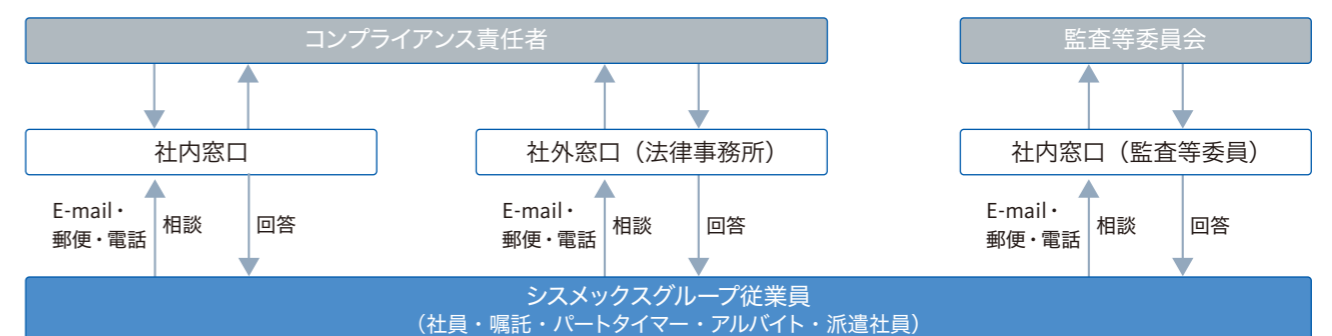 コンプライアンス責任者
監査等委員会
社内窓口
社外窓口（法律事務所）
社内窓口（監査等委員）
E-mail・
郵便・電話
相談
回答
E-mail・
郵便・電話
相談
回答
E-mail・
郵便・電話
相談
回答
シスメックスグループ従業員
（社員・嘱託・パートタイマー・アルバイト・派遣社員）